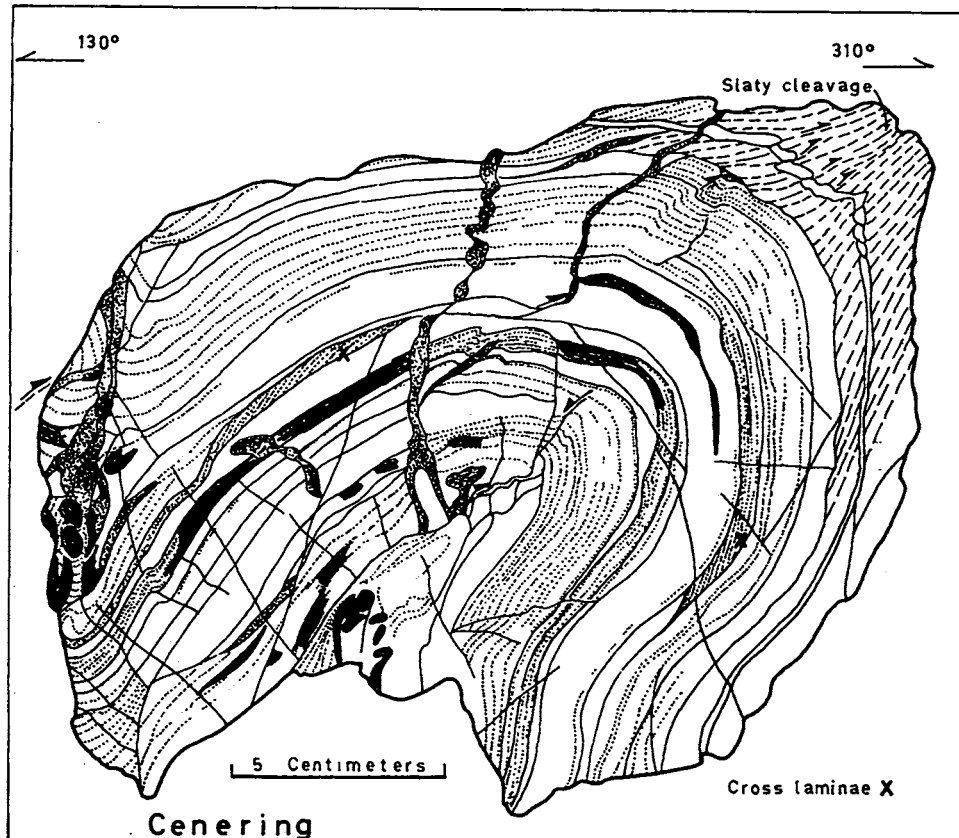 130° 310°
Slaty cleavage
X
X
5 Centimeters
Cross laminae X
Cenering